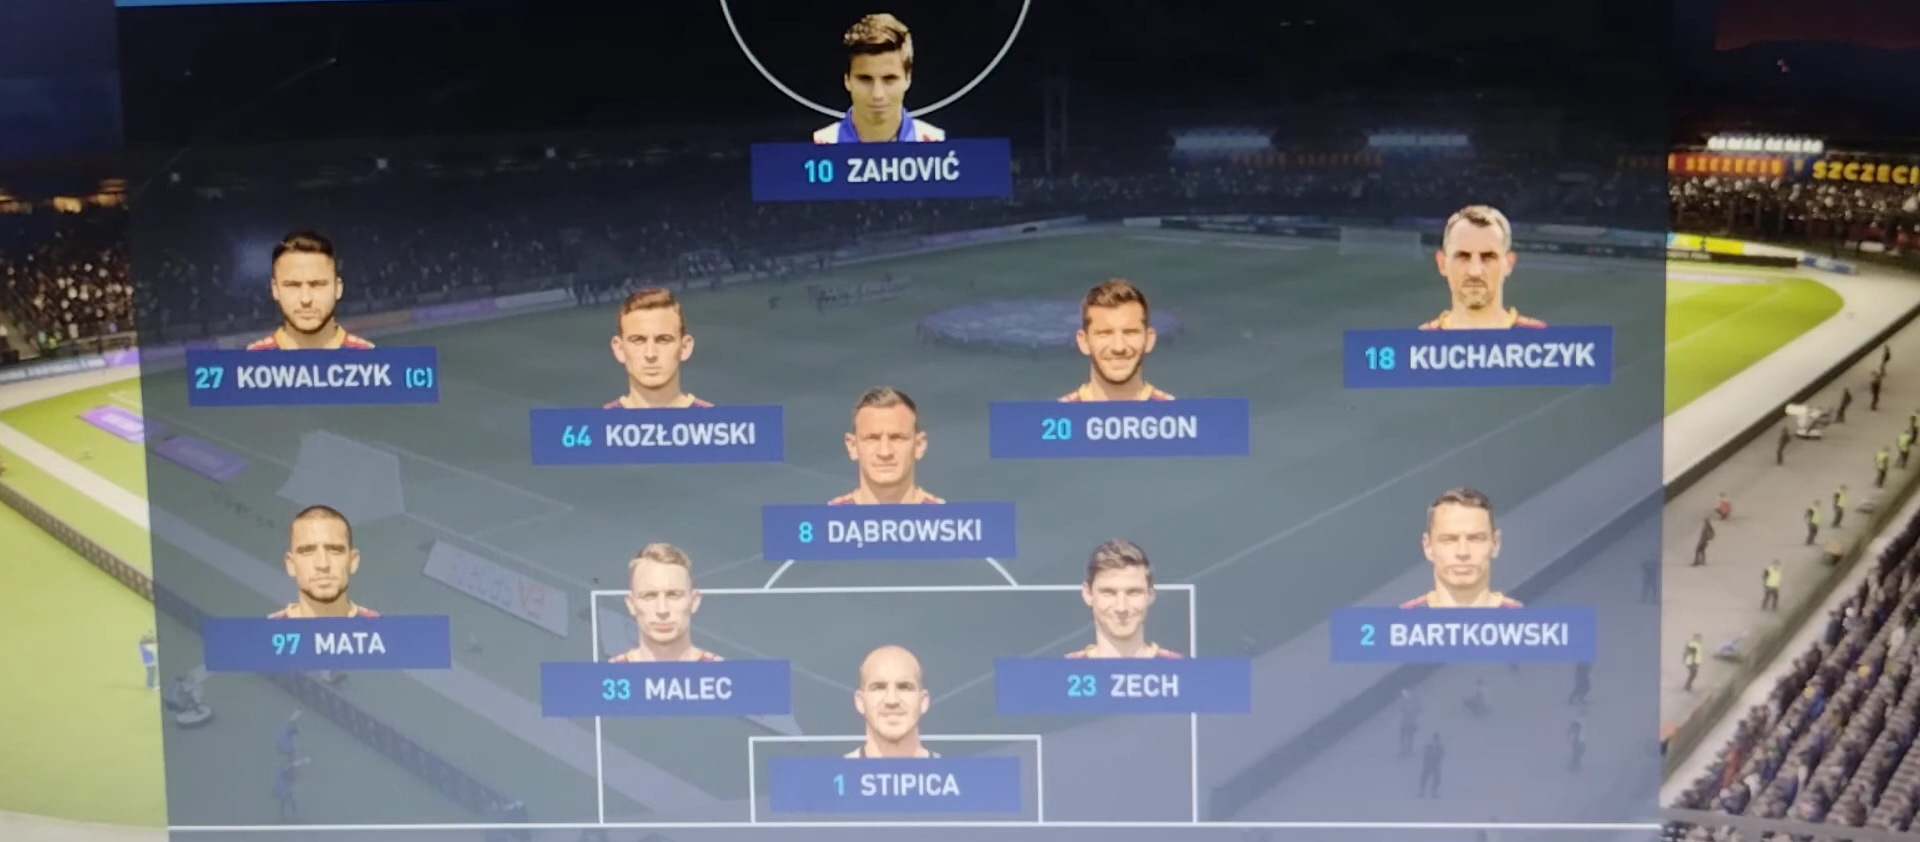 10 ZAHOVIĆ
SZCZECIN
SZCZECI
27 KOWALCZYK (C)
64 KOZŁOWSKI
20 GORGON
18 KUCHARCZYK
8 DĄBROWSKI
97 MATA
33 MALEC
23 ZECH
2 BARTKOWSKI
1 STIPICA